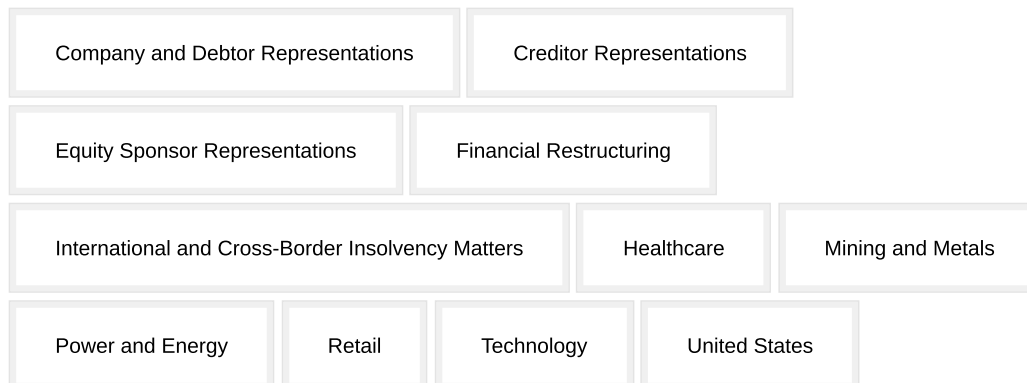 Company and Debtor Representations Creditor Representations
Equity Sponsor Representations Financial Restructuring
International and Cross-Border Insolvency Matters Healthcare Mining and Metals
Power and Energy Retail Technology United States